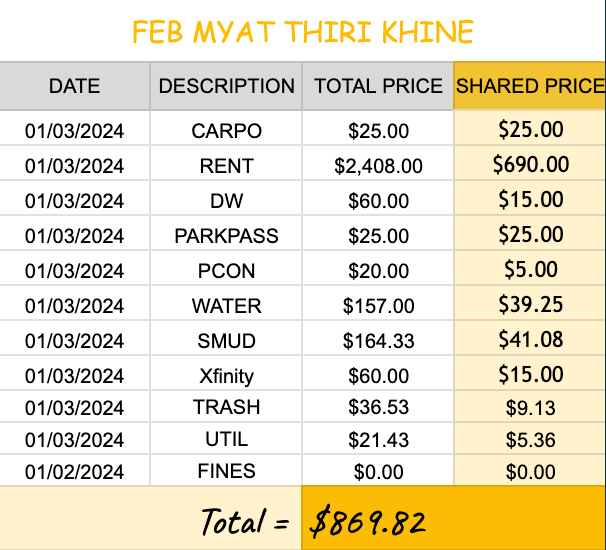 FEB MYAT THIRI KHINE
DATE DESCRIPTION TOTAL PRICE SHARED PRICE
01/03/2024 CARPO $25.00 $25.00
01/03/2024 RENT $2,408.00 $690.00
01/03/2024 DW $60.00 $15.00
01/03/2024 PARKPASS $25.00 $25.00
01/03/2024 PCON $20.00 $5.00
01/03/2024 WATER $157.00 $39.25
01/03/2024 SMUD $164.33 $41.08
01/03/2024 Xfinity $60.00 $15.00
01/03/2024 TRASH $36.53 $9.13
01/03/2024 UTIL $21.43 $5.36
01/02/2024 FINES $0.00 $0.00
Total = $869.82